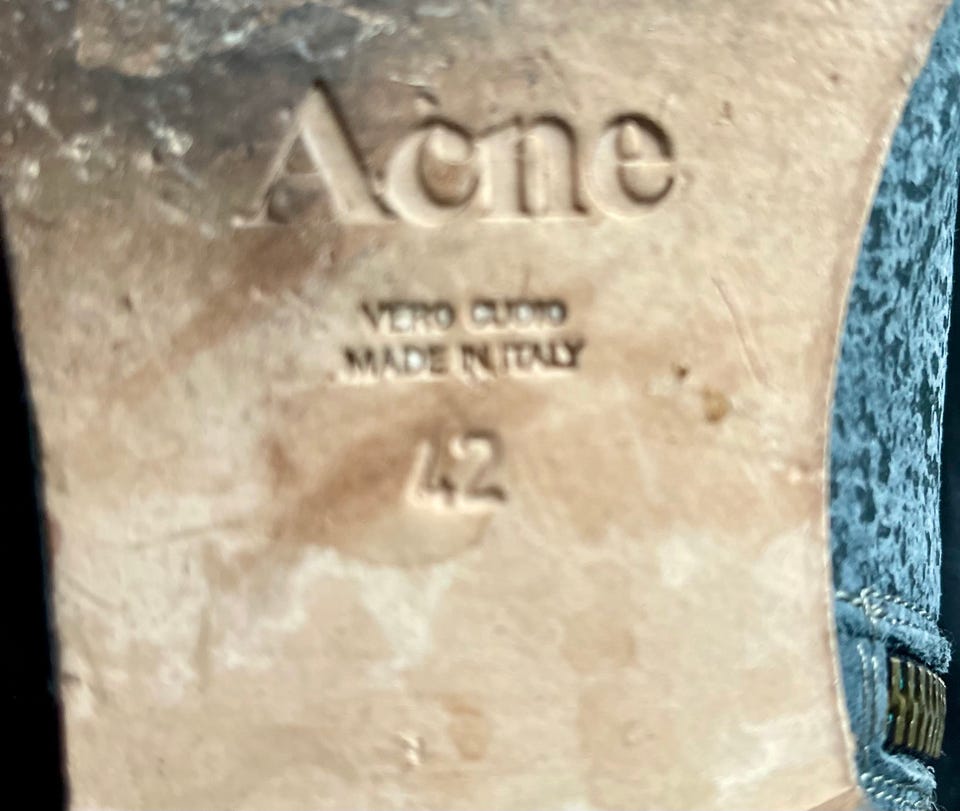 Acne
VERO CUOIO
MADE IN ITALY
42